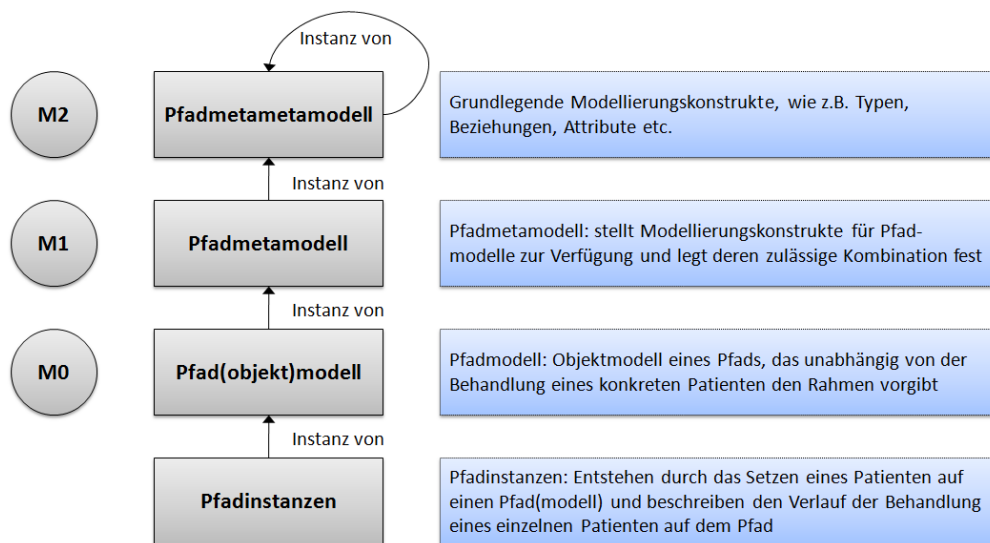 Instanz von
M2
Pfadmetametamodell
Grundlegende Modellierungskonstrukte, wie z.B. Typen,
Beziehungen, Attribute etc.
Instanz von
M1
Pfadmetamodell
Pfadmetamodell: stellt Modellierungskonstrukte für Pfad-
modelle zur Verfügung und legt deren zulässige Kombination fest
Instanz von
M0
Pfad(objekt)modell
Pfadmodell: Objektmodell eines Pfads, das unabhängig von der
Behandlung eines konkreten Patienten den Rahmen vorgibt
Instanz von
Pfadinstanzen
Pfadinstanzen: Entstehen durch das Setzen eines Patienten auf
einen Pfad(modell) und beschreiben den Verlauf der Behandlung
eines einzelnen Patienten auf dem Pfad